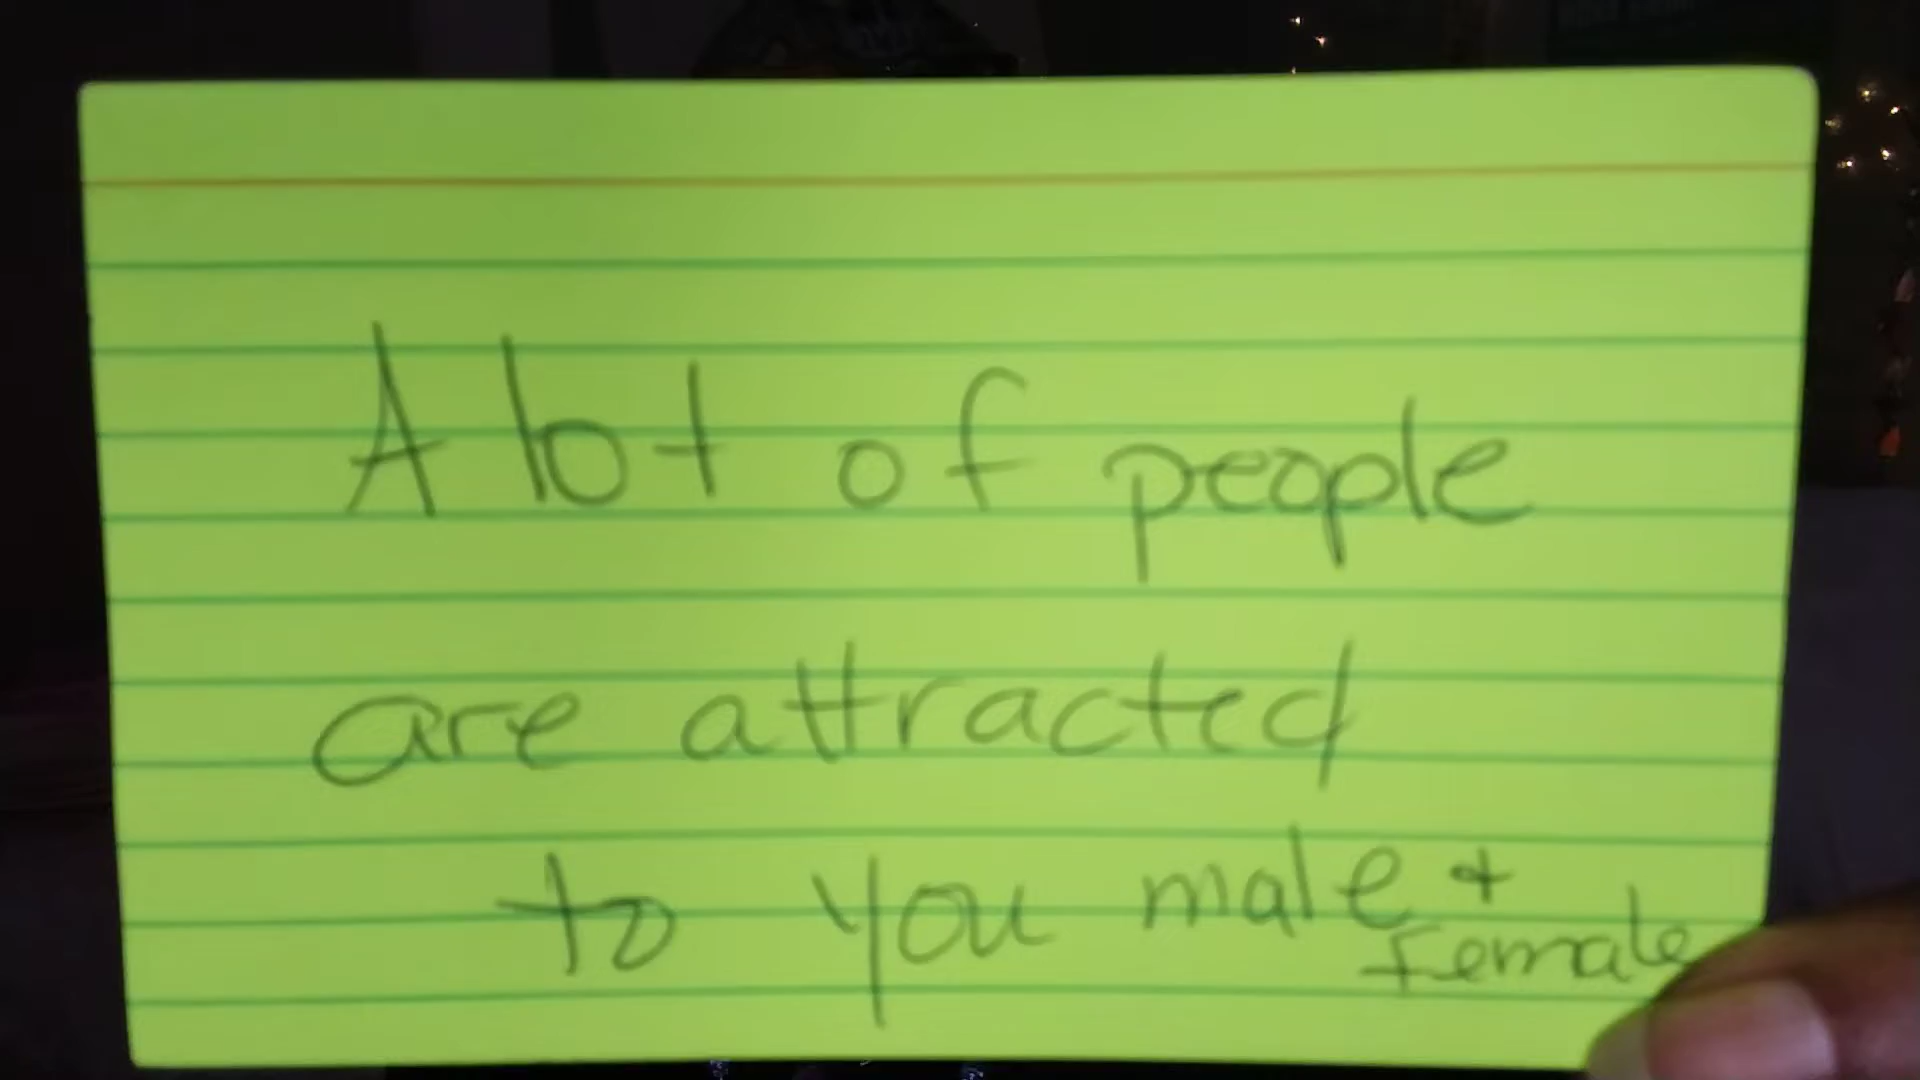 A lot of people
are attracted
to you male +
female